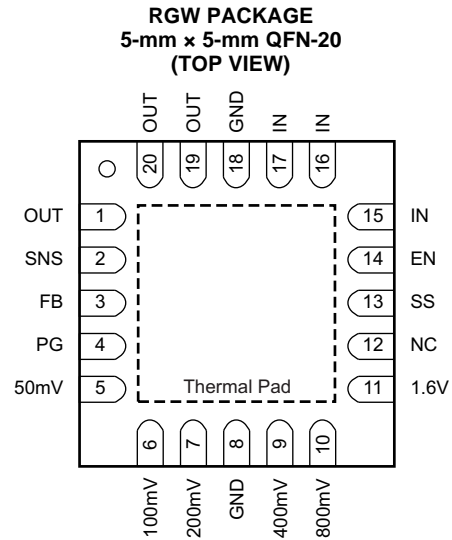 RGW PACKAGE
5-mm × 5-mm QFN-20
(TOP VIEW)
OUT OUT GND IN IN
20 19 18 17 16
OUT 1 15 IN
SNS 2 14 EN
FB 3 13 SS
PG 4 12 NC
50mV 5 Thermal Pad 11 1.6V
6 7 8 9 10
100mV 200mV GND 400mV 800mV